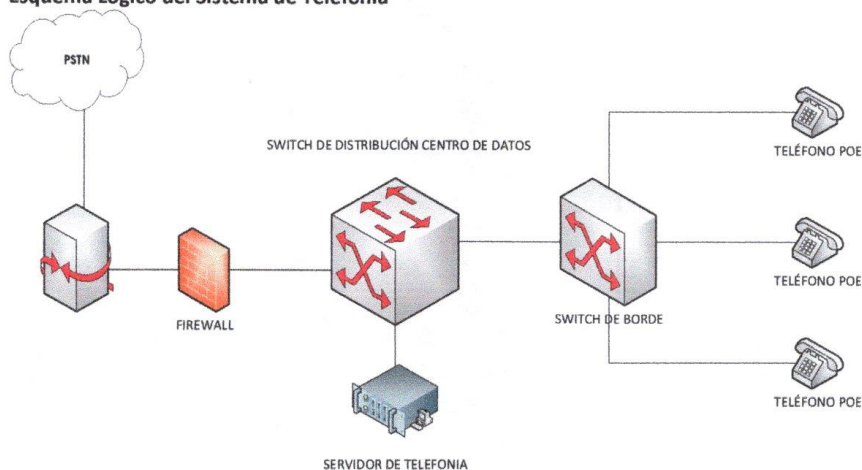 Esquema Lógico del Sistema de Telefonía
PSTN
SWITCH DE DISTRIBUCIÓN CENTRO DE DATOS
TELÉFONO POE
TELÉFONO POE
FIREWALL
SWITCH DE BORDE
TELÉFONO POE
SERVIDOR DE TELEFONIA